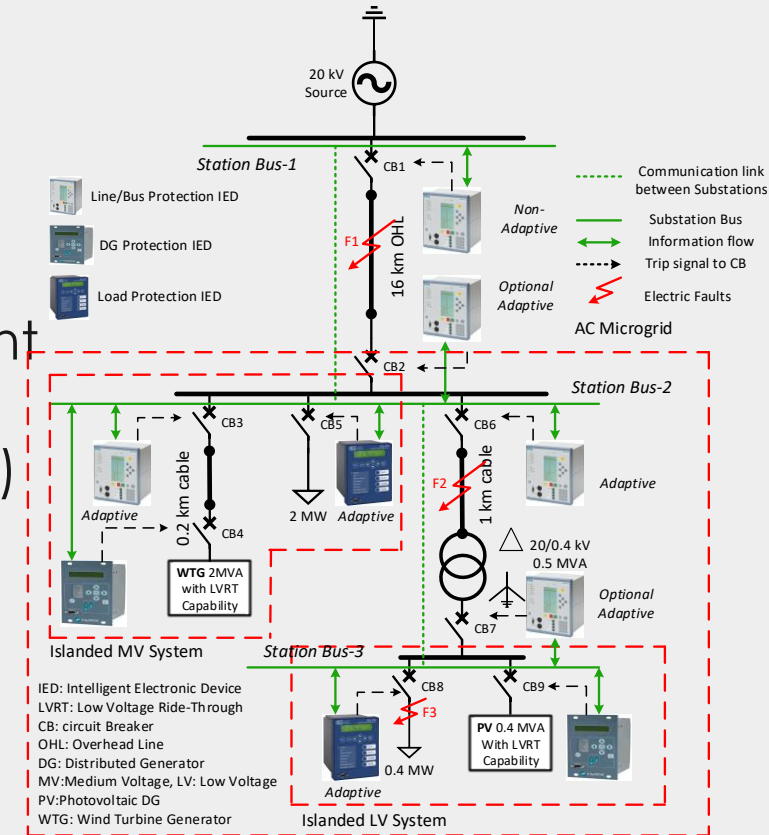 20 kV
Source
Station Bus-1
CB1
Line/Bus Protection IED
DG Protection IED
Load Protection IED
Non-
Adaptive
Communication link
between Substations
Substation Bus
Information flow
Trip signal to CB
Electric Faults
F1
16 km OHL
Optional
Adaptive
AC Microgrid
nt
)
CB2
Station Bus-2
CB3
CB5
CB6
Adaptive
0.2 km cable
CB4
2 MW
Adaptive
F2
1 km cable
Adaptive
20/0.4 kV
0.5 MVA
WTG 2MVA
with LVRT
Capability
Optional
Adaptive
CB7
Islanded MV System
Station Bus-3
CB8
CB9
F3
IED: Intelligent Electronic Device
LVRT: Low Voltage Ride-Through
CB: circuit Breaker
OHL: Overhead Line
DG: Distributed Generator
MV:Medium Voltage, LV: Low Voltage
PV:Photovoltaic DG
WTG: Wind Turbine Generator
Adaptive
0.4 MW
PV 0.4 MVA
With LVRT
Capability
Islanded LV System